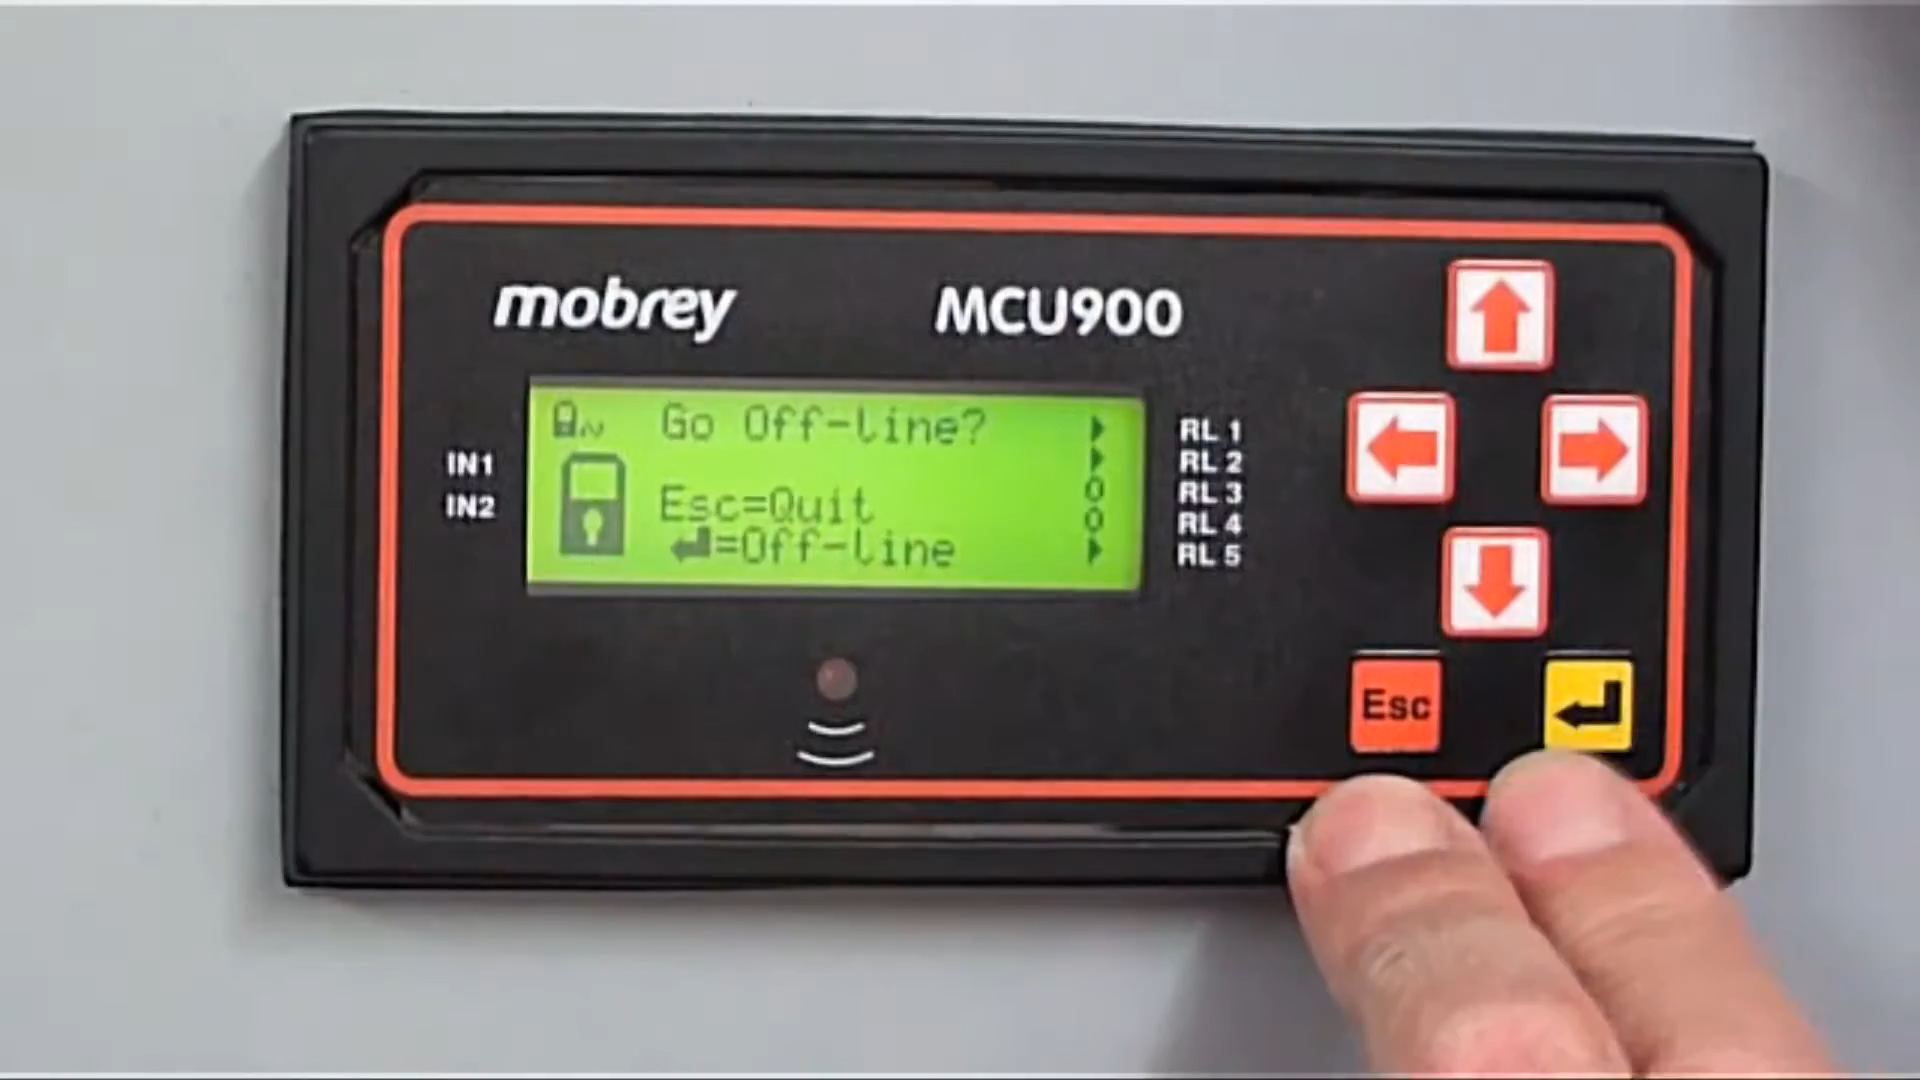 mobrey
MCU900
Go Off-line?
Esc=Quit
=Off-line
IN1
IN2
RL 1
RL 2
RL 3
RL 4
RL 5
Esc